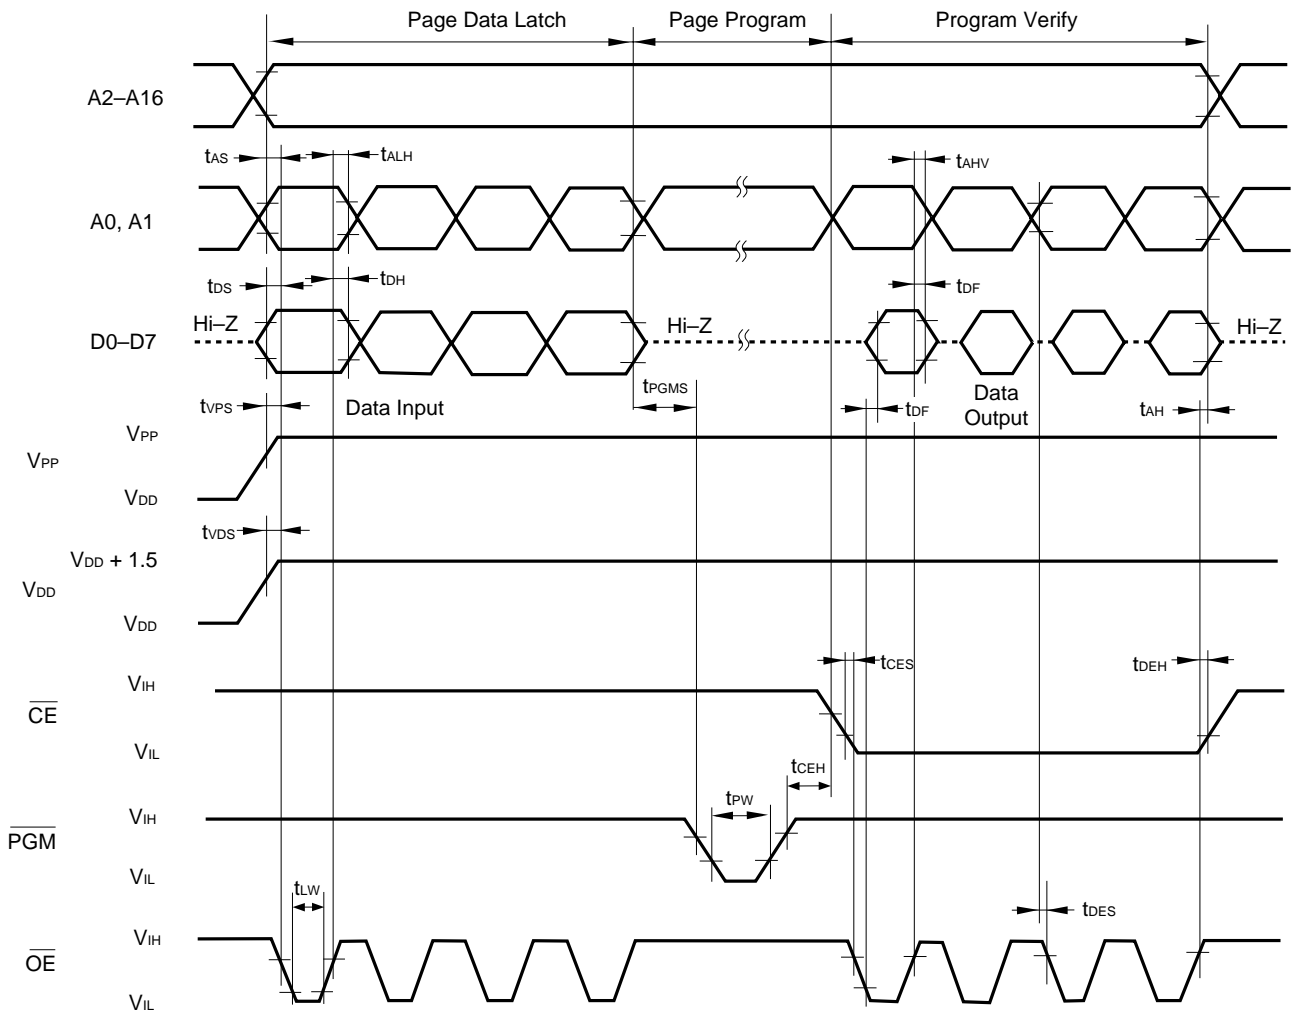 Page Data Latch
Page Program
Program Verify
A2–A16
tAS
tALH
tAHV
A0, A1
tDS
tDH
tDF
Hi–Z
Hi–Z
Hi–Z
D0–D7
tPGMS
tVPS
Data Input
tDF
Data
Output
tAH
VPP
VPP
VDD
tVDS
VDD + 1.5
VDD
VDD
tCES
tDEH
VIH
CE
VIL
tCEH
tPW
VIH
PGM
VIL
tLW
tDES
VIH
OE
VIL